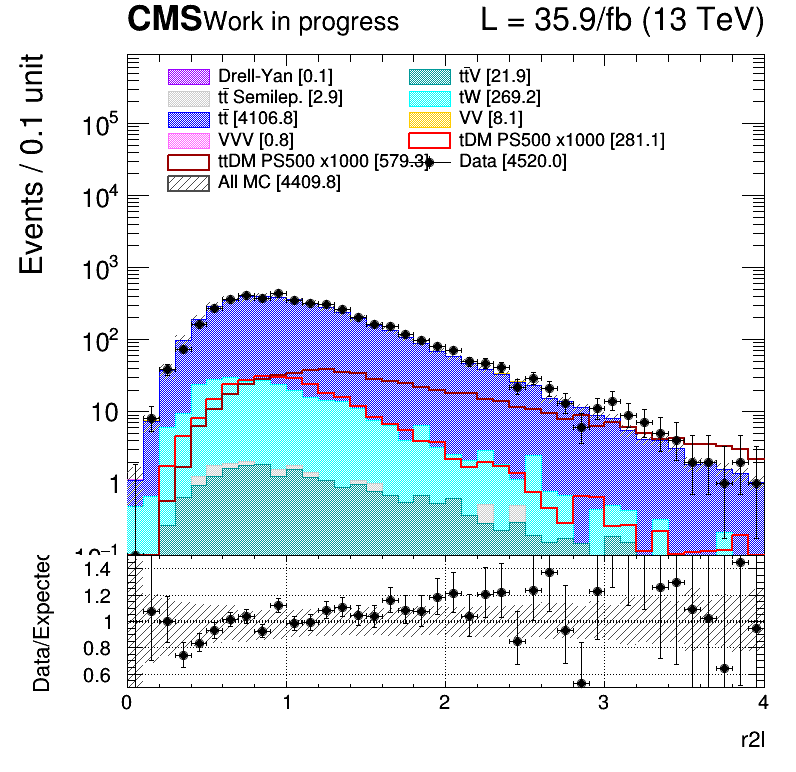 CMS Work in progress L = 35.9/fb (13 TeV)
Events / 0.1 unit
Drell-Yan [0.1] tt̄V [21.9]
tt̄ Semilep. [2.9] tW [269.2]
tt̄ [4106.8] VV [8.1]
VVV [0.8] tDM PS500 x1000 [281.1]
ttDM PS500 x1000 [579.3] Data [4520.0]
All MC [4409.8]
10⁵
10⁴
10³
10²
10
1
10⁻¹
Data/Expected
1.4
1.2
1
0.8
0.6
0 1 2 3 4
r2l